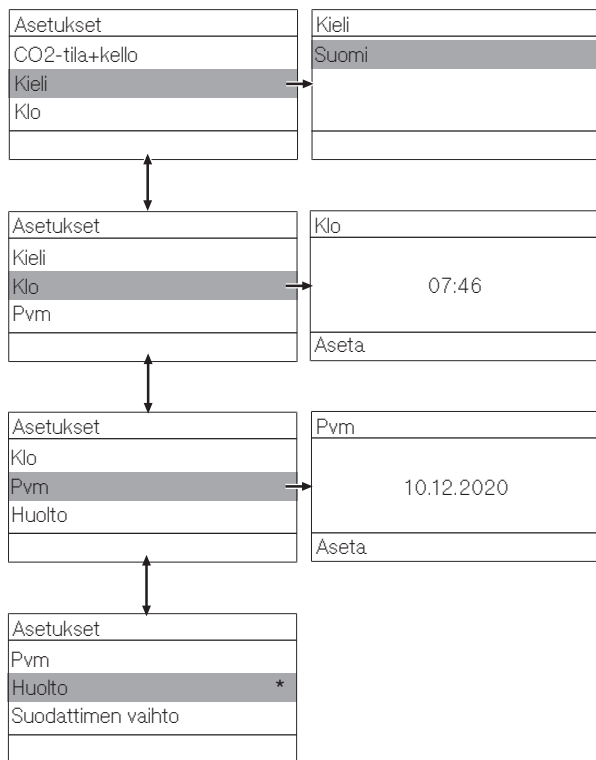 Asetukset
CO2-tila+kello
Kieli
Klo
Kieli
Suomi
Asetukset
Kieli
Klo
Pvm
Klo
07:46
Aseta
Asetukset
Klo
Pvm
Huolto
Pvm
10.12.2020
Aseta
Asetukset
Pvm
Huolto *
Suodattimen vaihto